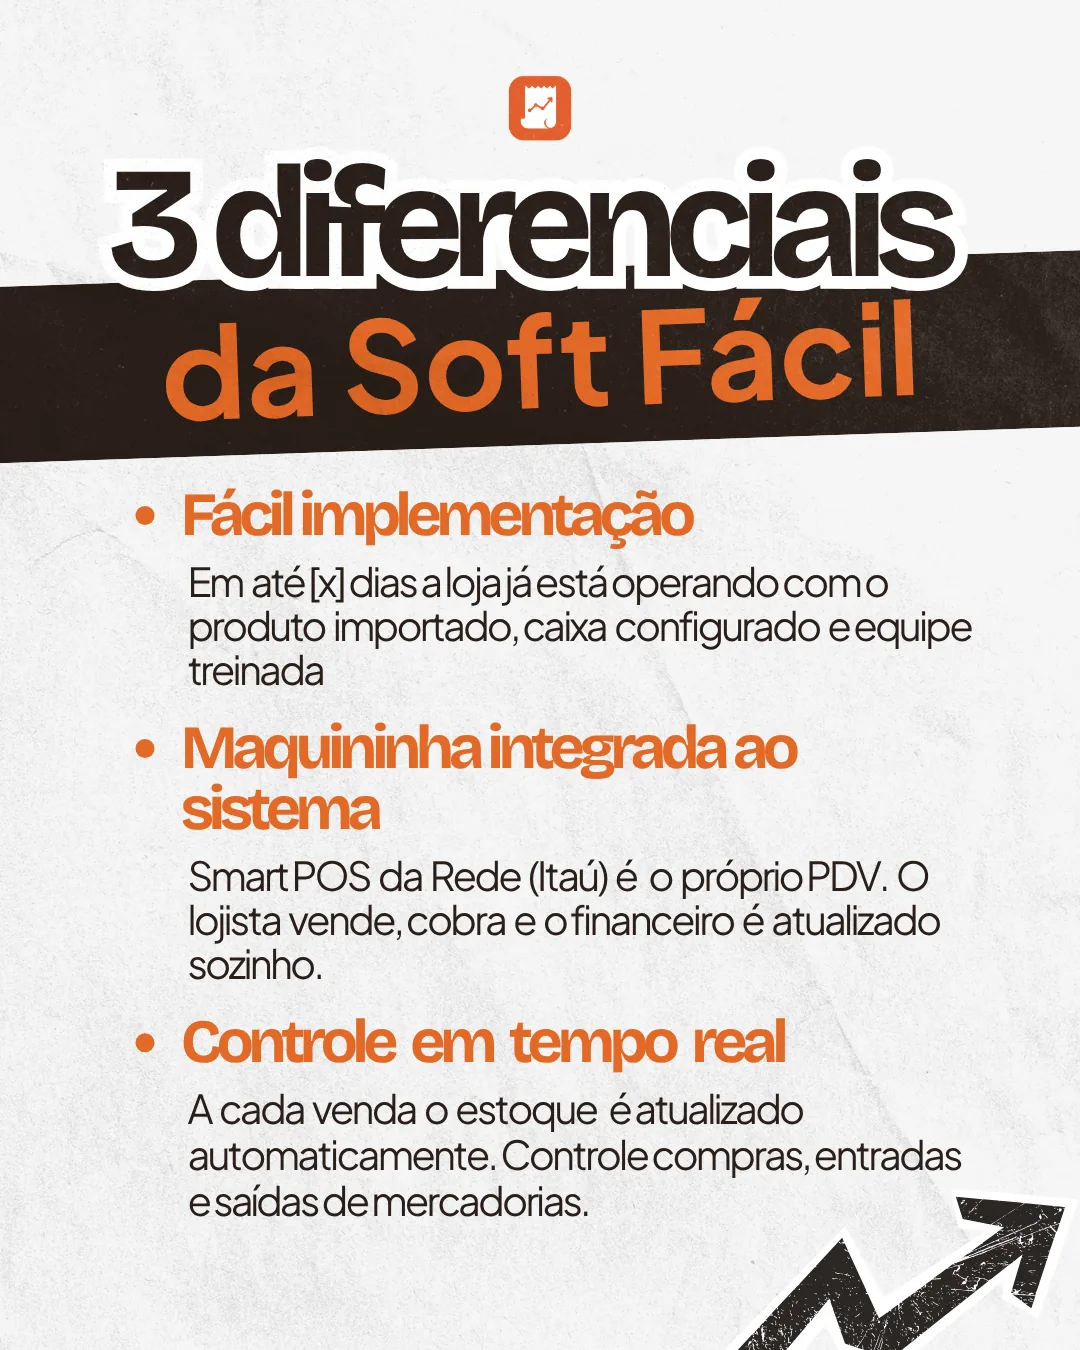 3 diferenciais
da Soft Fácil
• Fácil implementação
Em até [x] dias a loja já está operando com o
produto importado, caixa configurado e equipe
treinada
• Maquininha integrada ao
sistema
Smart POS da Rede (Itaú) é o próprio PDV. O
lojista vende, cobra e o financeiro é atualizado
sozinho.
• Controle em tempo real
A cada venda o estoque é atualizado
automaticamente. Controle compras, entradas
e saídas de mercadorias.